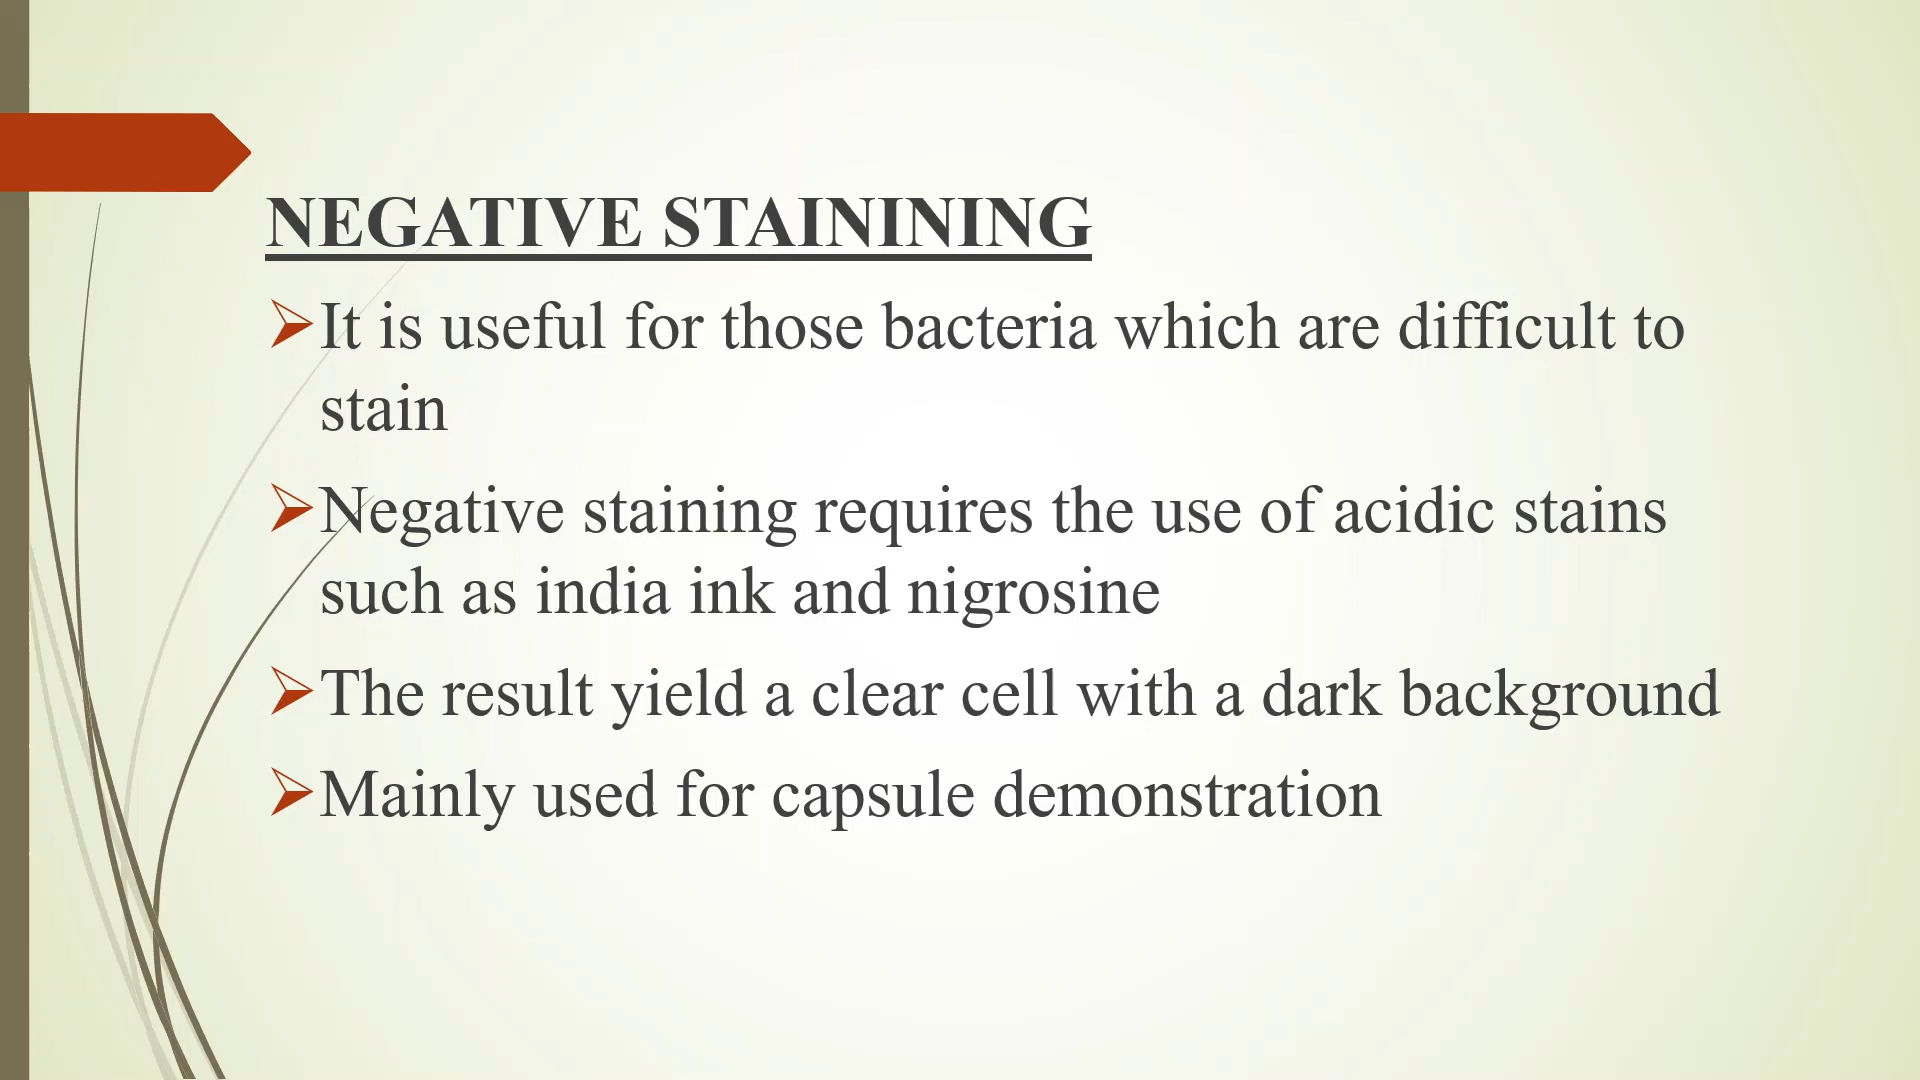 NEGATIVE STAINING
It is useful for those bacteria which are difficult to
stain
Negative staining requires the use of acidic stains
such as india ink and nigrosine
The result yield a clear cell with a dark background
Mainly used for capsule demonstration